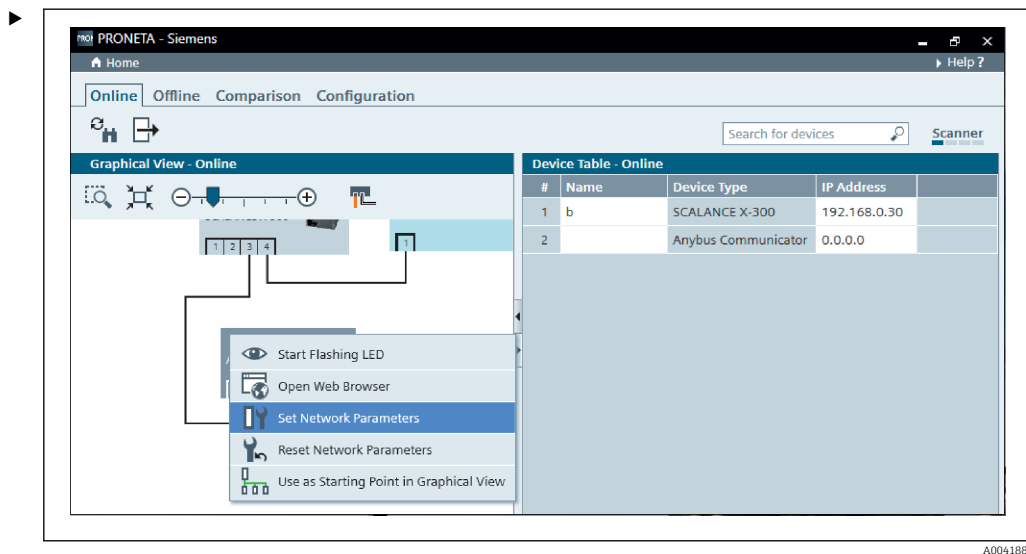 PRONETA - Siemens
Home
Help ?
Online Offline Comparison Configuration
Search for devices
Scanner
Graphical View - Online
Device Table - Online
# Name Device Type IP Address
1 b SCALANCE X-300 192.168.0.30
2 Anybus Communicator 0.0.0.0
1 2 3 4
1
Start Flashing LED
Open Web Browser
Set Network Parameters
Reset Network Parameters
Use as Starting Point in Graphical View
A004188